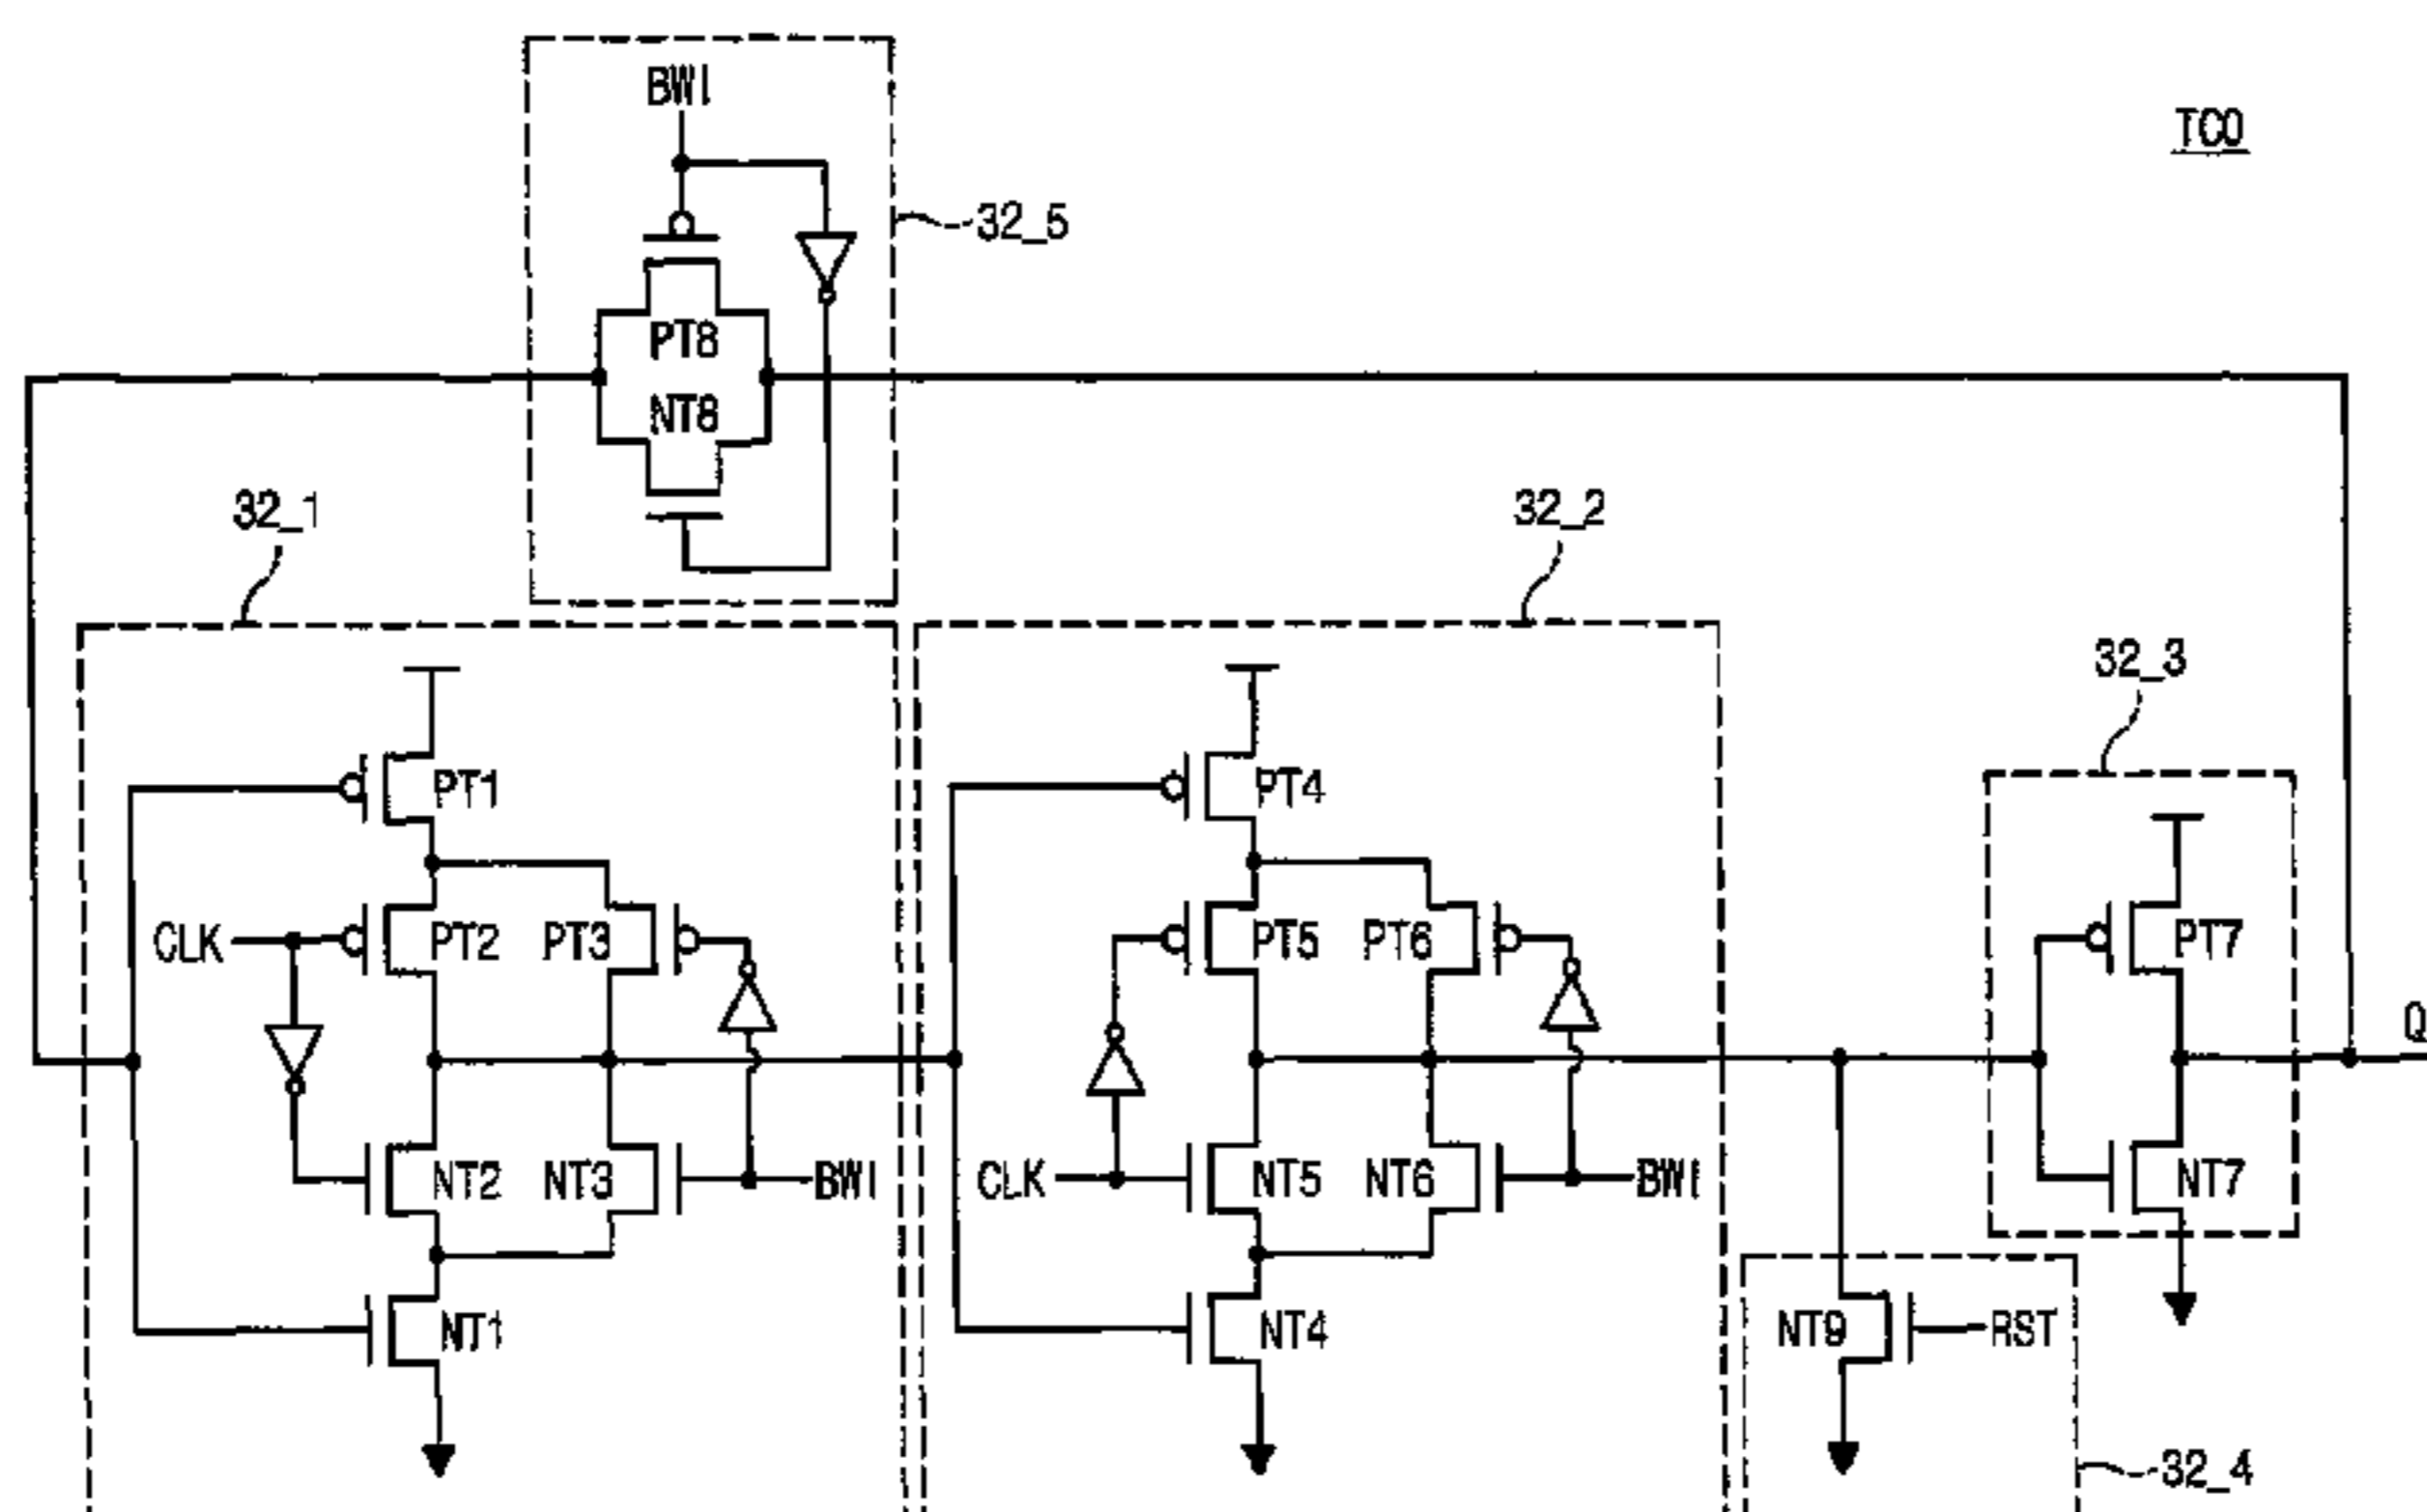 BWI
TCO
32_5
PT8
NT8
32_1
32_2
32_3
PT1
PT4
CLK
PT2
PT3
PT5
PT6
PT7
Q
NT2
NT3
BWI
CLK
NT5
NT6
BWI
NT7
NT1
NT4
NT9
RST
32_4